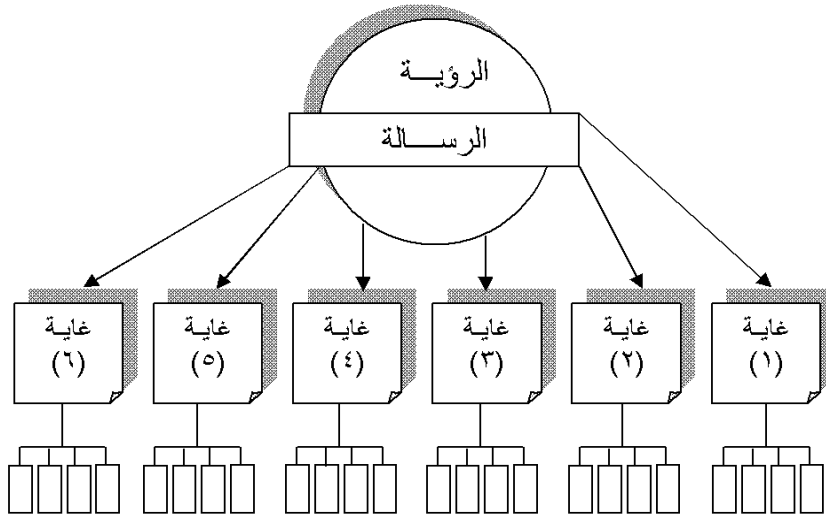 الرؤيـــة
الرســـالة
غايـة
(١)
غايـة
(٢)
غايـة
(٣)
غايـة
(٤)
غايـة
(٥)
غايـة
(٦)